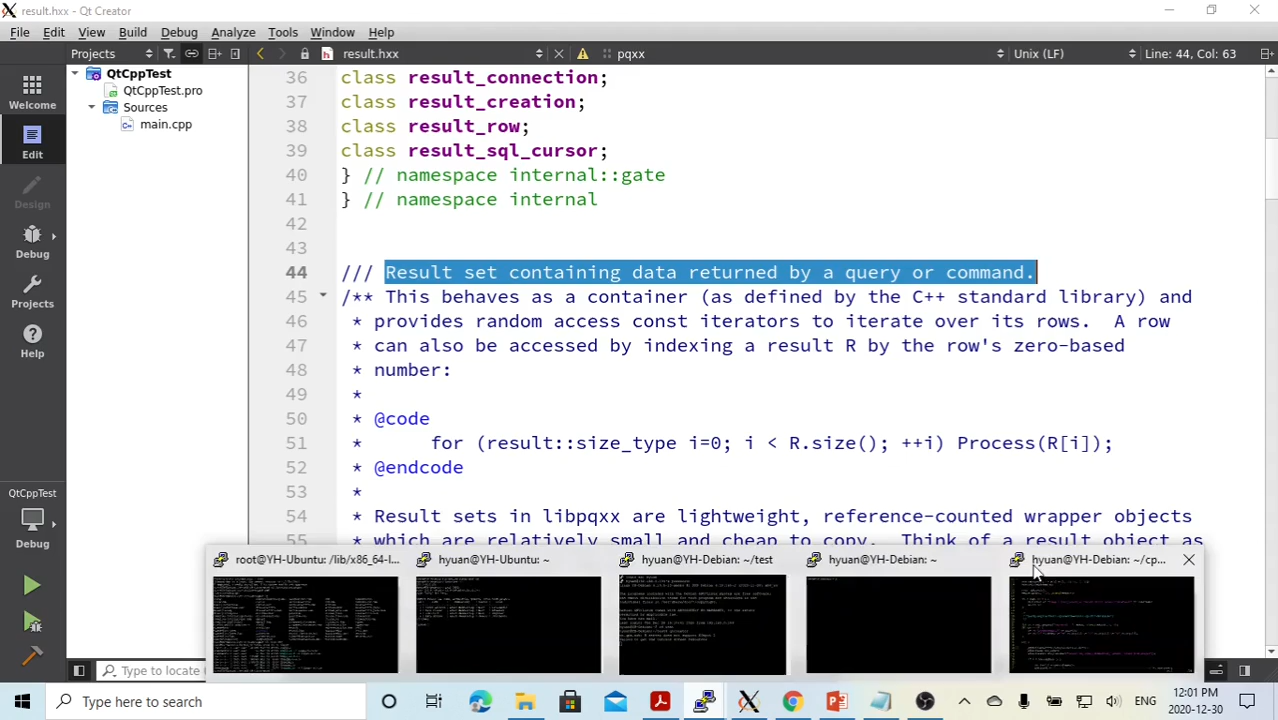 result.hxx - Qt Creator
File Edit View Build Debug Analyze Tools Window Help
Projects result.hxx pqxx Unix (LF) Line: 44, Col: 63
QtCppTest
QtCppTest.pro
Sources
main.cpp
Welcome
Edit
Design
Debug
Projects
Help
QtCppTest
Debug
36 class result_connection;
37 class result_creation;
38 class result_row;
39 class result_sql_cursor;
40 } // namespace internal::gate
41 } // namespace internal
42
43
44 /// Result set containing data returned by a query or command.
45 /** This behaves as a container (as defined by the C++ standard library) and
46 * provides random access const iterators to iterate over its rows. A row
47 * can also be accessed by indexing a result R by the row's zero-based
48 * number:
49 *
50 * @code
51 * for (result::size_type i=0; i < R.size(); ++i) Process(R[i]);
52 * @endcode
53 *
54 * Result sets in libpqxx are lightweight, reference-counted wrapper objects
55 * which are relatively small and cheap to copy. Think of a result object as
root@YH-Ubuntu: /lib/x86_64-l...
hyuan@YH-Ubuntu: ~
hyuan@YH-Debian: ~/test
hyuan@YH-Debian: ~
Type to locate
Type here to search
ENG
12:01 PM
2020-12-30